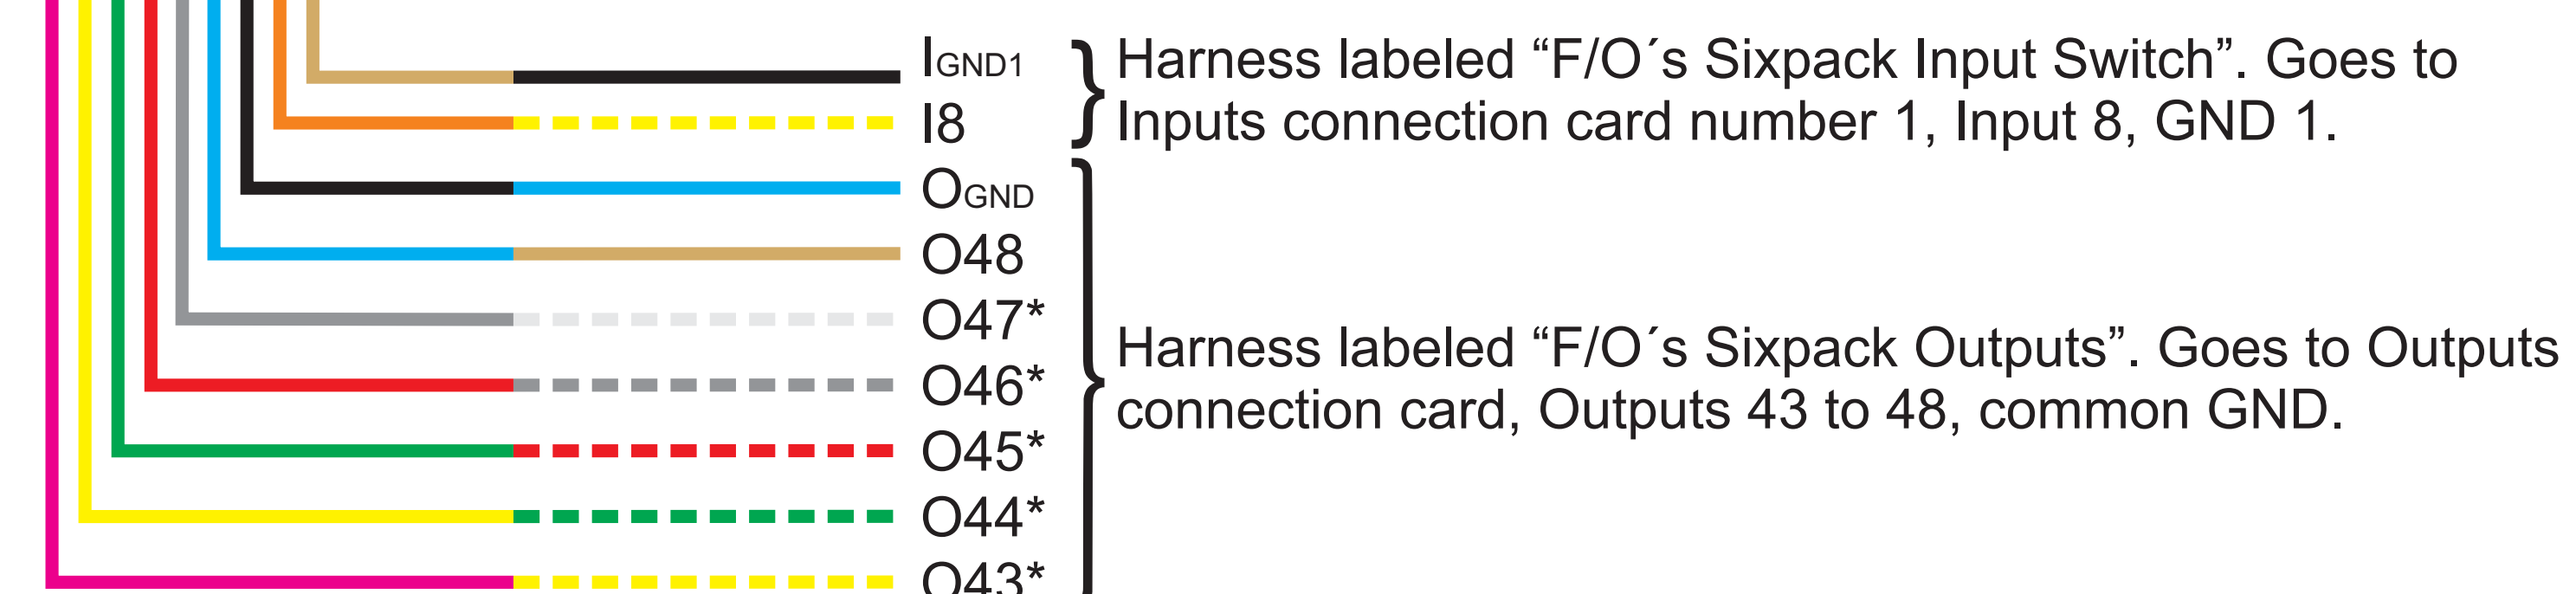 IGND1
I8
OGND
O48
O47*
O46*
O45*
O44*
O43*
Harness labeled “F/O´s Sixpack Input Switch”. Goes to
Inputs connection card number 1, Input 8, GND 1.
Harness labeled “F/O´s Sixpack Outputs”. Goes to Outputs
connection card, Outputs 43 to 48, common GND.